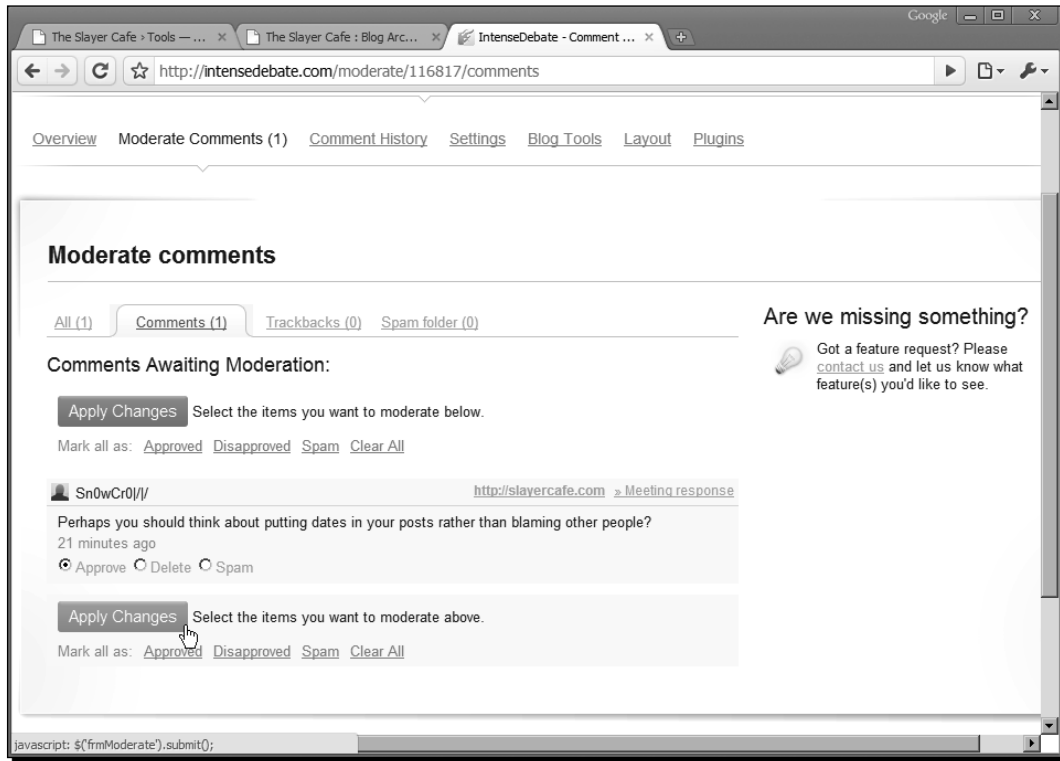 Google
The Slayer Cafe › Tools — ...
The Slayer Cafe : Blog Arc...
IntenseDebate - Comment ...
http://intensedebate.com/moderate/116817/comments
Overview Moderate Comments (1) Comment History Settings Blog Tools Layout Plugins
Moderate comments
All (1) Comments (1) Trackbacks (0) Spam folder (0)
Comments Awaiting Moderation:
Apply Changes Select the items you want to moderate below.
Mark all as: Approved Disapproved Spam Clear All
Sn0wCr0|/|/ http://slayercafe.com » Meeting response
Perhaps you should think about putting dates in your posts rather than blaming other people?
21 minutes ago
Approve Delete Spam
Apply Changes Select the items you want to moderate above.
Mark all as: Approved Disapproved Spam Clear All
Are we missing something?
Got a feature request? Please
contact us and let us know what
feature(s) you'd like to see.
javascript: $('frmModerate').submit();